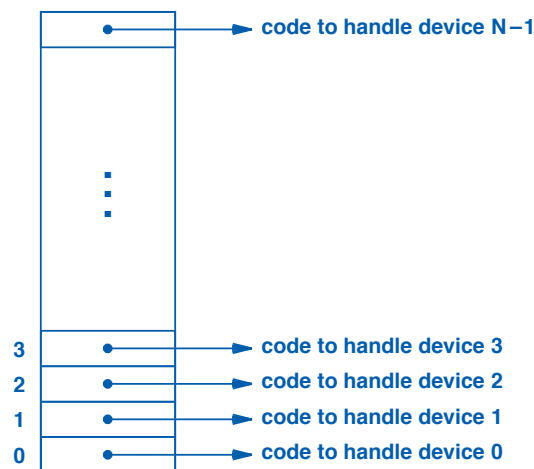 code to handle device N–1
3 code to handle device 3
2 code to handle device 2
1 code to handle device 1
0 code to handle device 0